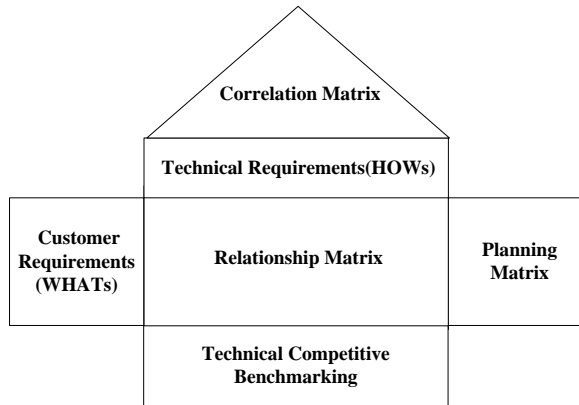 Correlation Matrix
Technical Requirements(HOWs)
Customer
Requirements
(WHATs)
Relationship Matrix
Planning
Matrix
Technical Competitive
Benchmarking